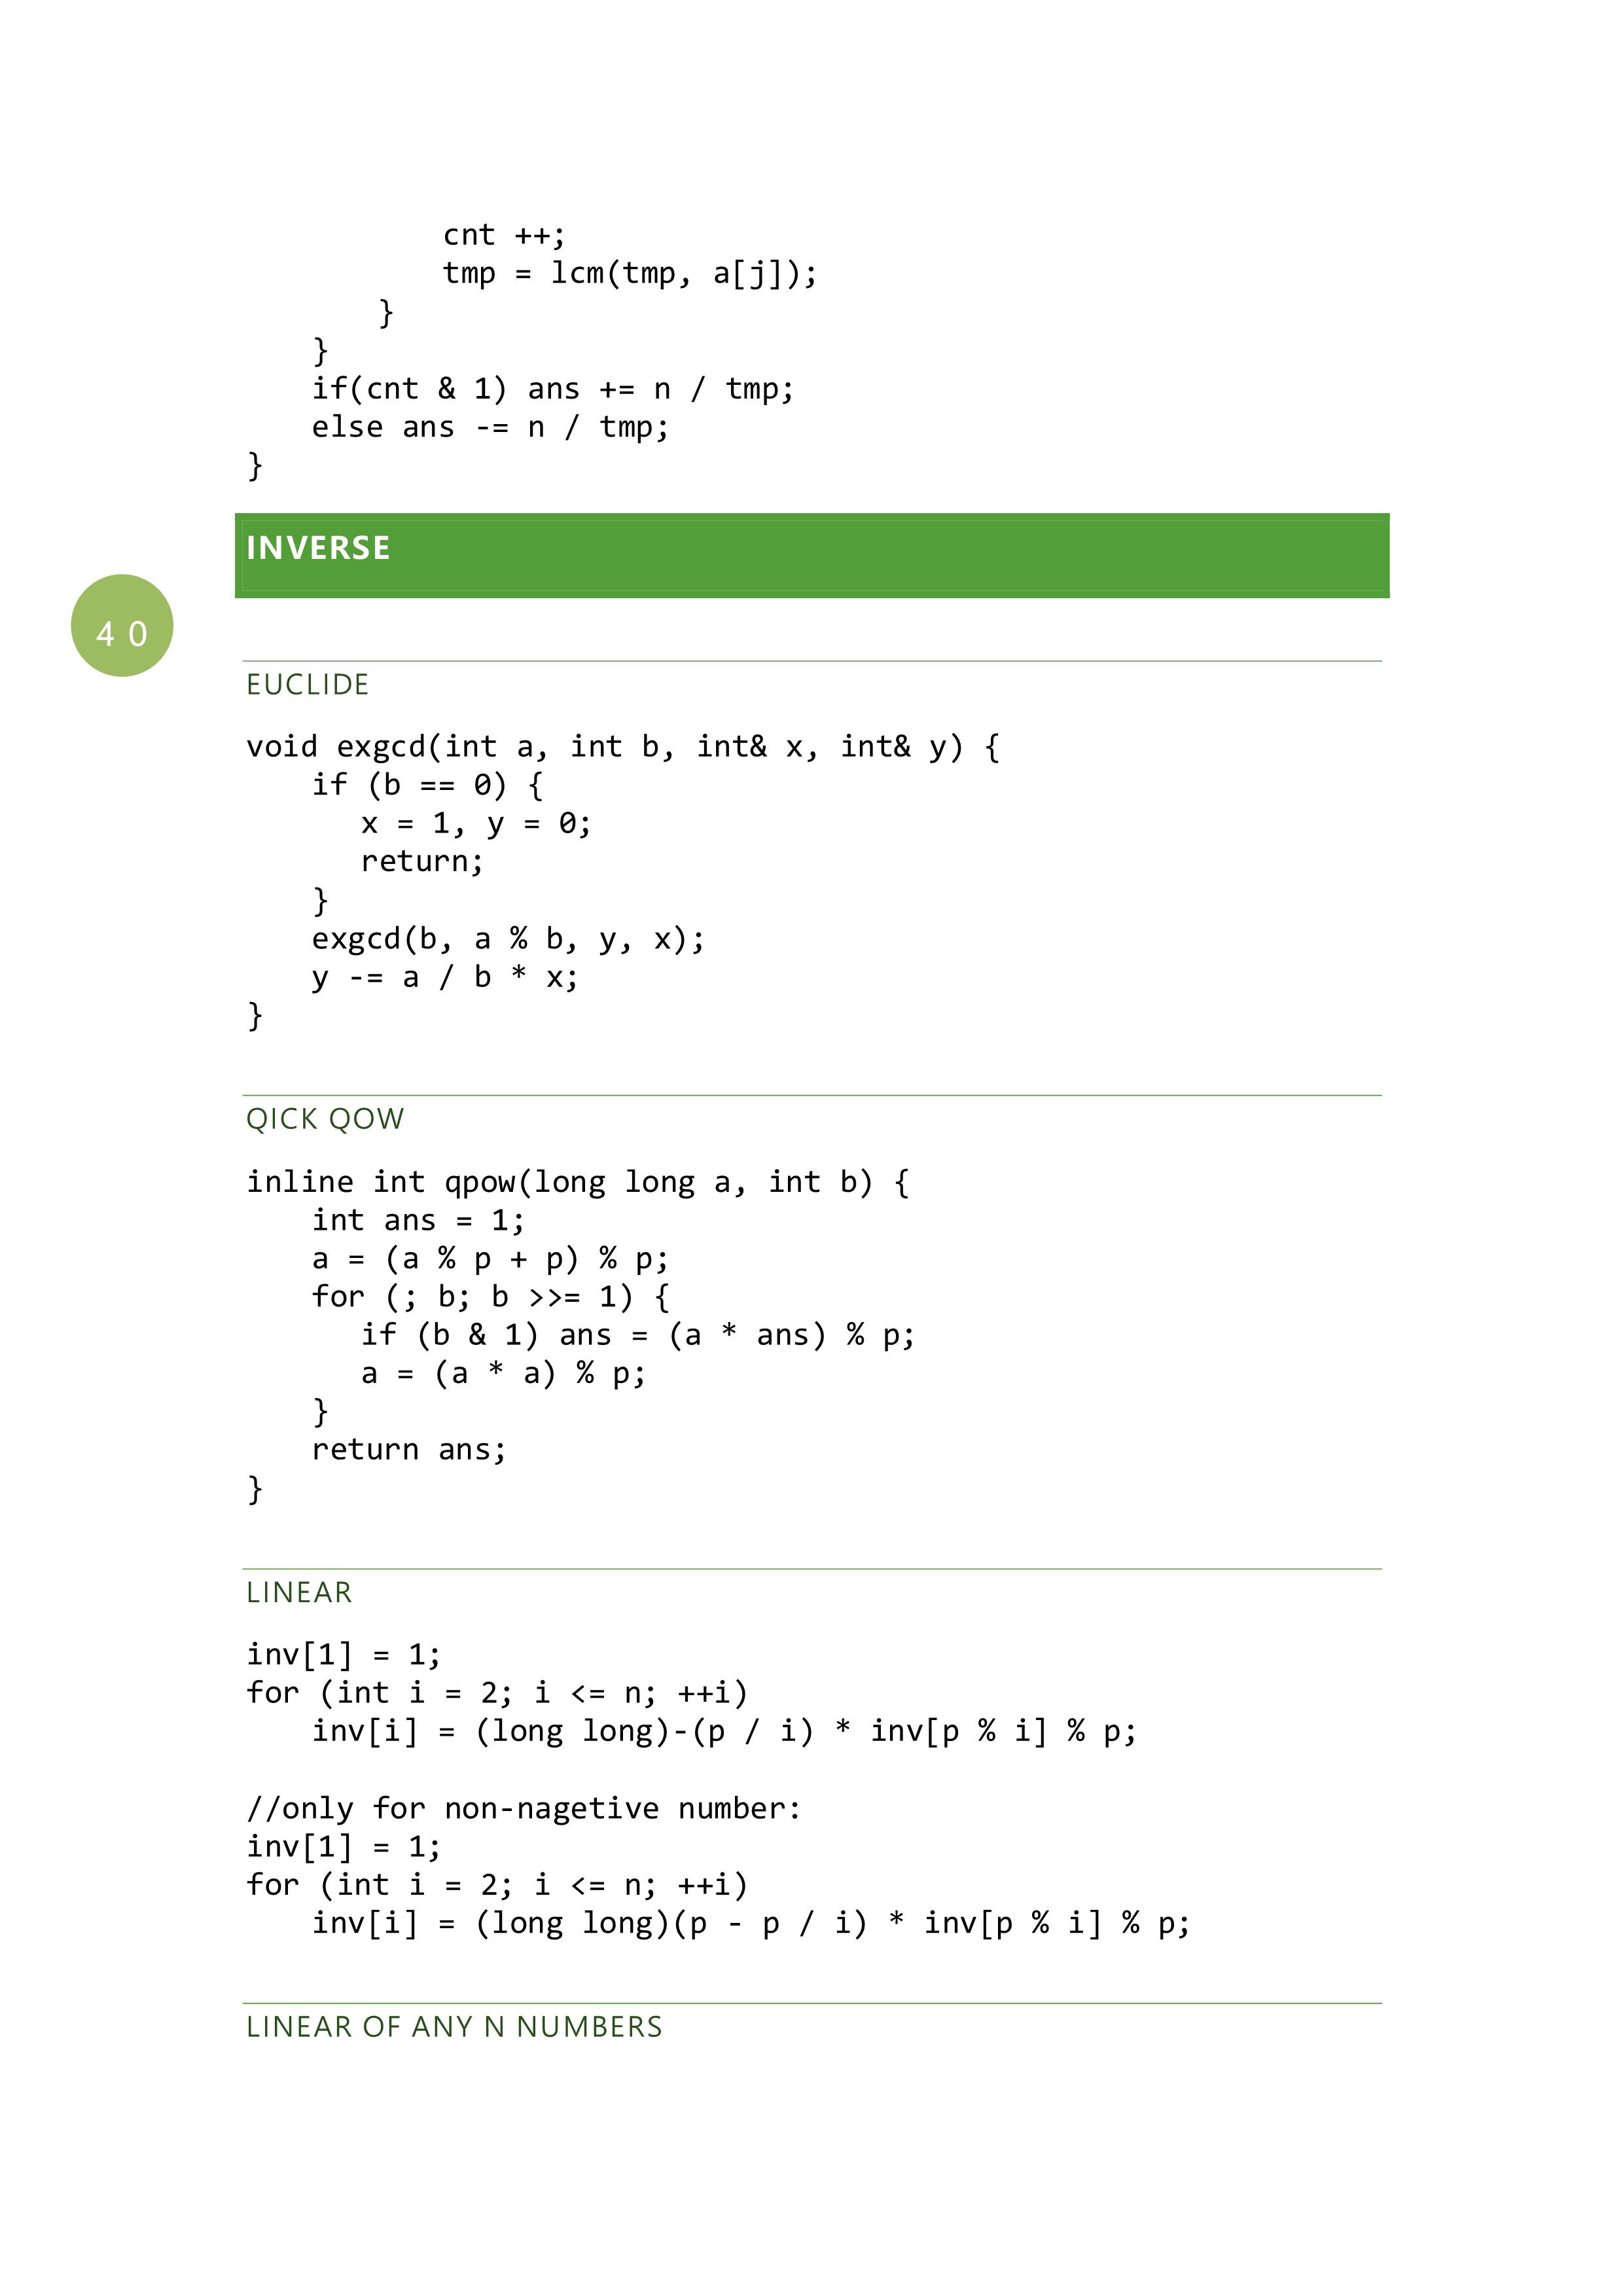 cnt ++;
tmp = lcm(tmp, a[j]);
}
}
if(cnt & 1) ans += n / tmp;
else ans -= n / tmp;
}
INVERSE
40
EUCLIDE
void exgcd(int a, int b, int& x, int& y) {
if (b == 0) {
x = 1, y = 0;
return;
}
exgcd(b, a % b, y, x);
y -= a / b * x;
}
QICK QOW
inline int qpow(long long a, int b) {
int ans = 1;
a = (a % p + p) % p;
for (; b; b >>= 1) {
if (b & 1) ans = (a * ans) % p;
a = (a * a) % p;
}
return ans;
}
LINEAR
inv[1] = 1;
for (int i = 2; i <= n; ++i)
inv[i] = (long long)-(p / i) * inv[p % i] % p;
//only for non-nagetive number:
inv[1] = 1;
for (int i = 2; i <= n; ++i)
inv[i] = (long long)(p - p / i) * inv[p % i] % p;
LINEAR OF ANY N NUMBERS